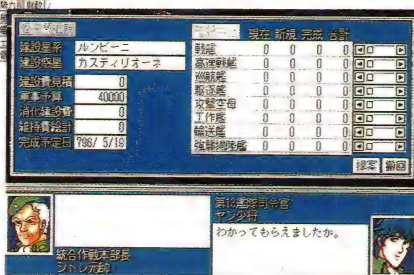 勢力
建設星系 ルンビーニ
建設惑星 カスティリオーネ
建設費見積 0
軍事予算 40000
消化建設費 0
維持費総計 0
完成予定日 796/ 5/19
現在 新規 完成 合計
戦艦 0 0 0 0
高速戦艦 0 0 0 0
巡航艦 0 0 0 0
駆逐艦 0 0 0 0
攻撃空母 0 0 0 0
工作艦 0 0 0 0
輸送艦 0 0 0 0
強襲揚陸艦 0 0 0 0
提案 撤回
統合作戦本部長
シトレ元帥
第13艦隊司令官
ヤン少将
わかってもらえましたか。